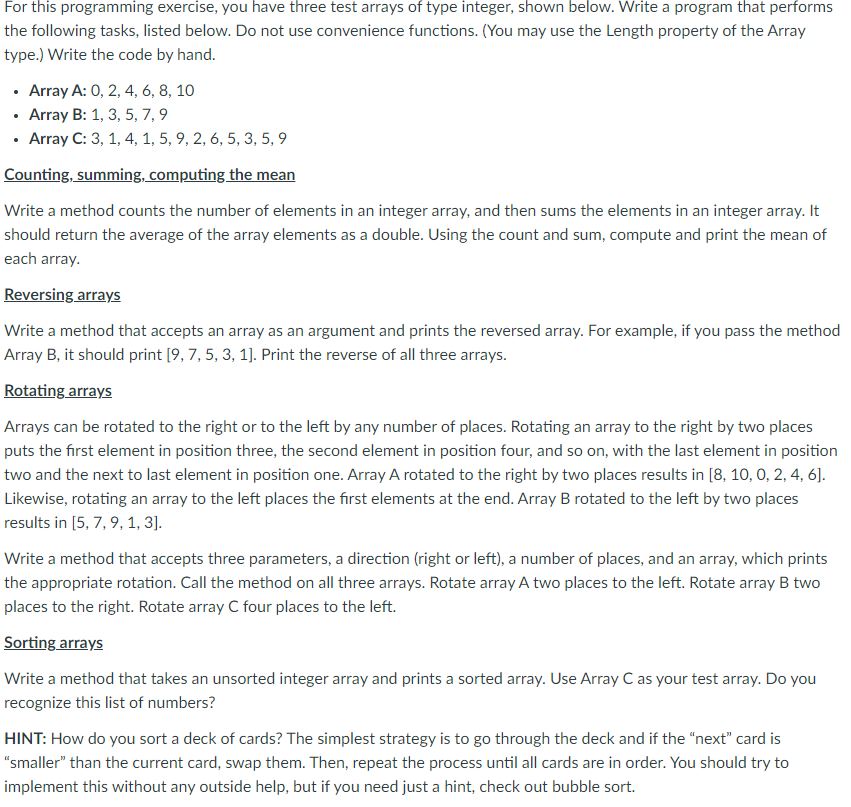 For this programming exercise, you have three test arrays of type integer, shown below. Write a program that performs
the following tasks, listed below. Do not use convenience functions. (You may use the Length property of the Array
type.) Write the code by hand.
• Array A: 0, 2, 4, 6, 8, 10
• Array B: 1, 3, 5, 7, 9
• Array C: 3, 1, 4, 1, 5, 9, 2, 6, 5, 3, 5, 9
Counting, summing, computing the mean
Write a method counts the number of elements in an integer array, and then sums the elements in an integer array. It
should return the average of the array elements as a double. Using the count and sum, compute and print the mean of
each array.
Reversing arrays
Write a method that accepts an array as an argument and prints the reversed array. For example, if you pass the method
Array B, it should print [9, 7, 5, 3, 1]. Print the reverse of all three arrays.
Rotating arrays
Arrays can be rotated to the right or to the left by any number of places. Rotating an array to the right by two places
puts the first element in position three, the second element in position four, and so on, with the last element in position
two and the next to last element in position one. Array A rotated to the right by two places results in [8, 10, 0, 2, 4, 6].
Likewise, rotating an array to the left places the first elements at the end. Array B rotated to the left by two places
results in [5, 7, 9, 1, 3].
Write a method that accepts three parameters, a direction (right or left), a number of places, and an array, which prints
the appropriate rotation. Call the method on all three arrays. Rotate array A two places to the left. Rotate array B two
places to the right. Rotate array C four places to the left.
Sorting arrays
Write a method that takes an unsorted integer array and prints a sorted array. Use Array C as your test array. Do you
recognize this list of numbers?
HINT: How do you sort a deck of cards? The simplest strategy is to go through the deck and if the “next” card is
“smaller” than the current card, swap them. Then, repeat the process until all cards are in order. You should try to
implement this without any outside help, but if you need just a hint, check out bubble sort.